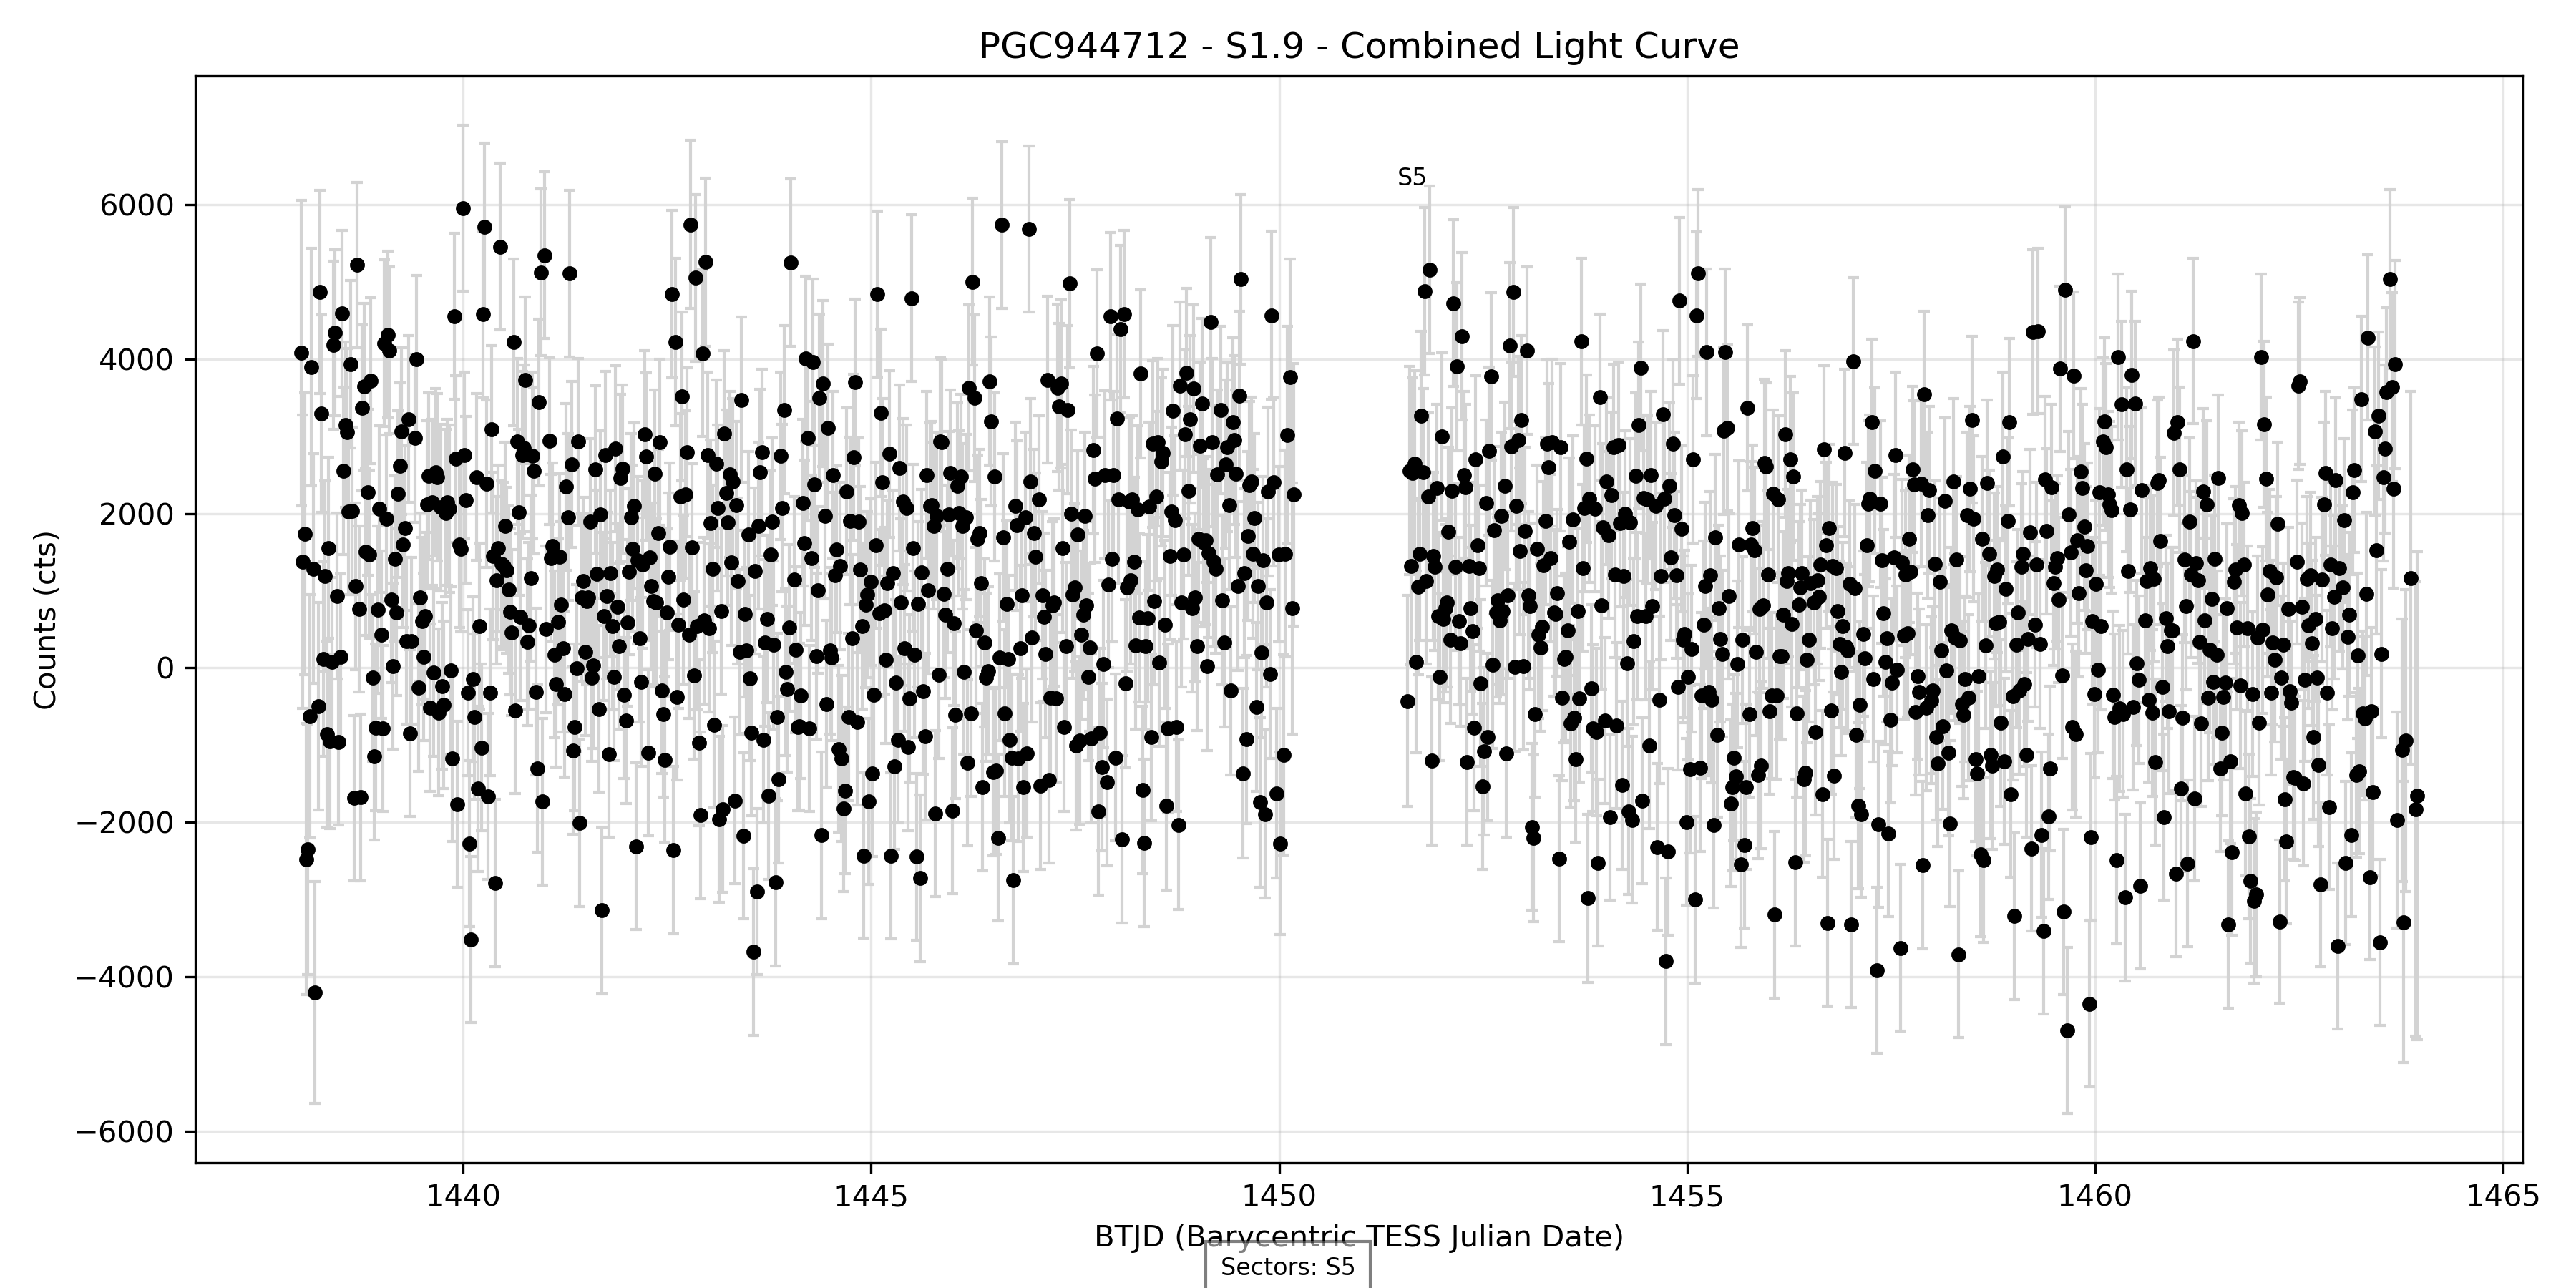 PGC944712 - S1.9 - Combined Light Curve
S5
6000
4000
2000
0
−2000
−4000
−6000
Counts (cts)
1440 1445 1450 1455 1460 1465
BTJD (Barycentric TESS Julian Date)
Sectors: S5